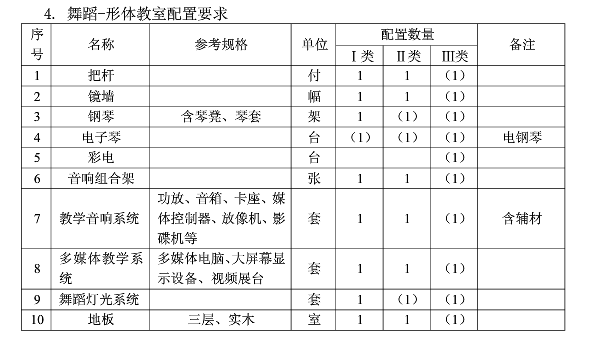 4. 舞蹈-形体教室配置要求
序号 名称 参考规格 单位 配置数量 备注
Ⅰ类 Ⅱ类 Ⅲ类
1 把杆 付 1 1 （1）
2 镜墙 幅 1 1 （1）
3 钢琴 含琴凳、琴套 架 1 （1） （1）
4 电子琴 台 （1） （1） （1） 电钢琴
5 彩电 台 （1）
6 音响组合架 张 1 1 （1）
7 教学音响系统 功放、音箱、卡座、媒体控制器、放像机、影碟机等 套 1 1 （1） 含辅材
8 多媒体教学系统 多媒体电脑、大屏幕显示设备、视频展台 套 1 1 （1）
9 舞蹈灯光系统 套 1 （1） （1）
10 地板 三层、实木 室 1 1 （1）